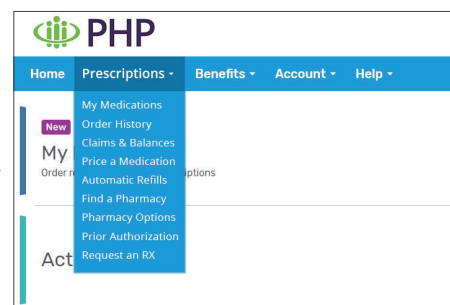 PHP
Home Prescriptions Benefits Account Help
My Medications
Order History
Claims & Balances
Price a Medication
Automatic Refills
Find a Pharmacy
Pharmacy Options
Prior Authorization
Request an RX
New
My
Order
Act